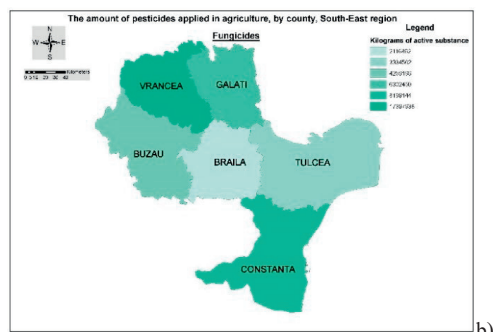 The amount of pesticides applied in agriculture, by county, South-East region
Fungicides
Legend
Kilograms of active substance
N
W E
S
Kilometers
VRANCEA
GALATI
BUZAU
BRAILA
TULCEA
CONSTANTA
b)